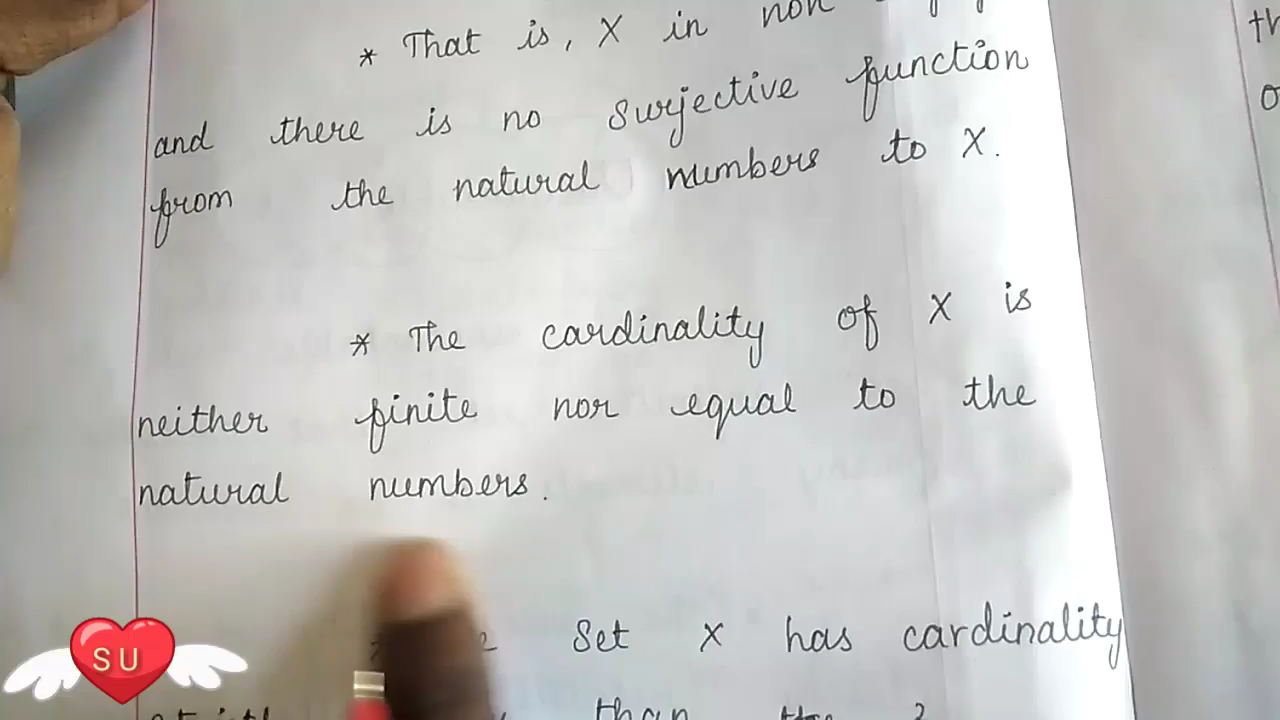 * That is, X in non
and there is no surjective function
from the natural numbers to X.
* The cardinality of X is
neither finite nor equal to the
natural numbers.
Set X has cardinality
than
SU
th